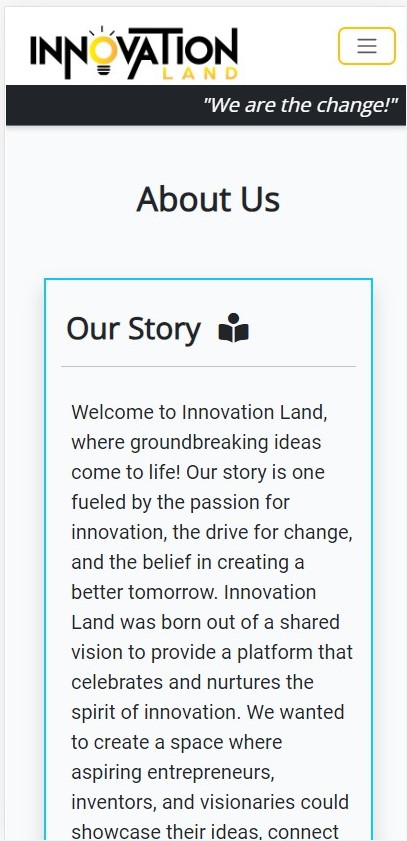 INNOVATION
LAND
"We are the change!"
About Us
Our Story
Welcome to Innovation Land,
where groundbreaking ideas
come to life! Our story is one
fueled by the passion for
innovation, the drive for change,
and the belief in creating a
better tomorrow. Innovation
Land was born out of a shared
vision to provide a platform that
celebrates and nurtures the
spirit of innovation. We wanted
to create a space where
aspiring entrepreneurs,
inventors, and visionaries could
showcase their ideas, connect